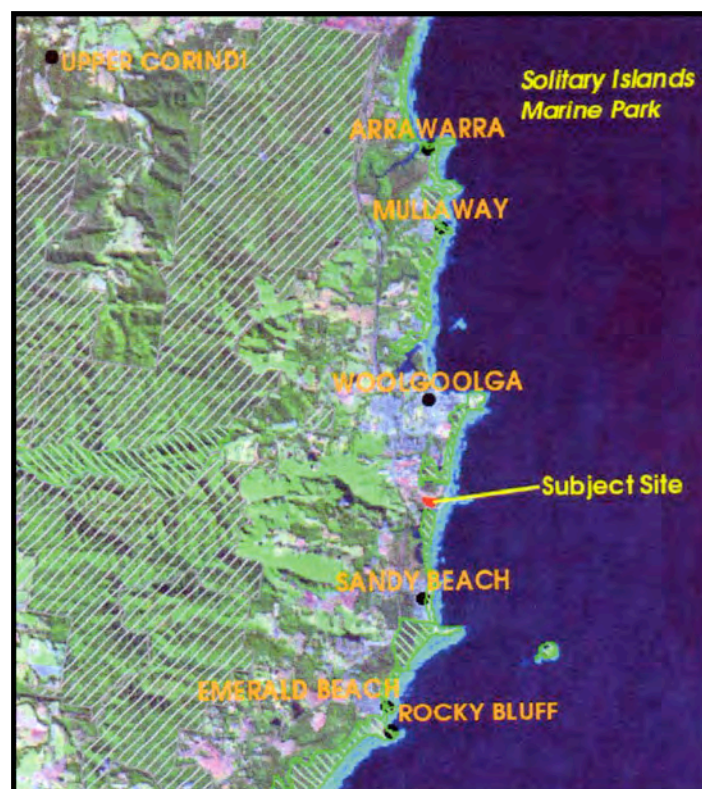 UPPER CORINDI
Solitary Islands
Marine Park
ARRAWARRA
MULLAWAY
WOOLGOOLGA
Subject Site
SANDY BEACH
EMERALD BEACH
ROCKY BLUFF